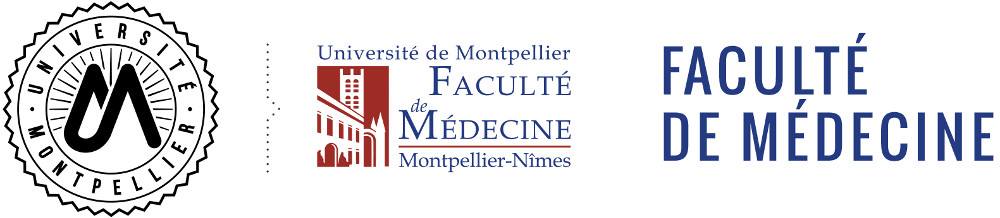 UNIVERSITÉ
MONTPELLIER
Université de Montpellier
FACULTÉ
de
MÉDECINE
Montpellier-Nîmes
FACULTÉ
DE MÉDECINE